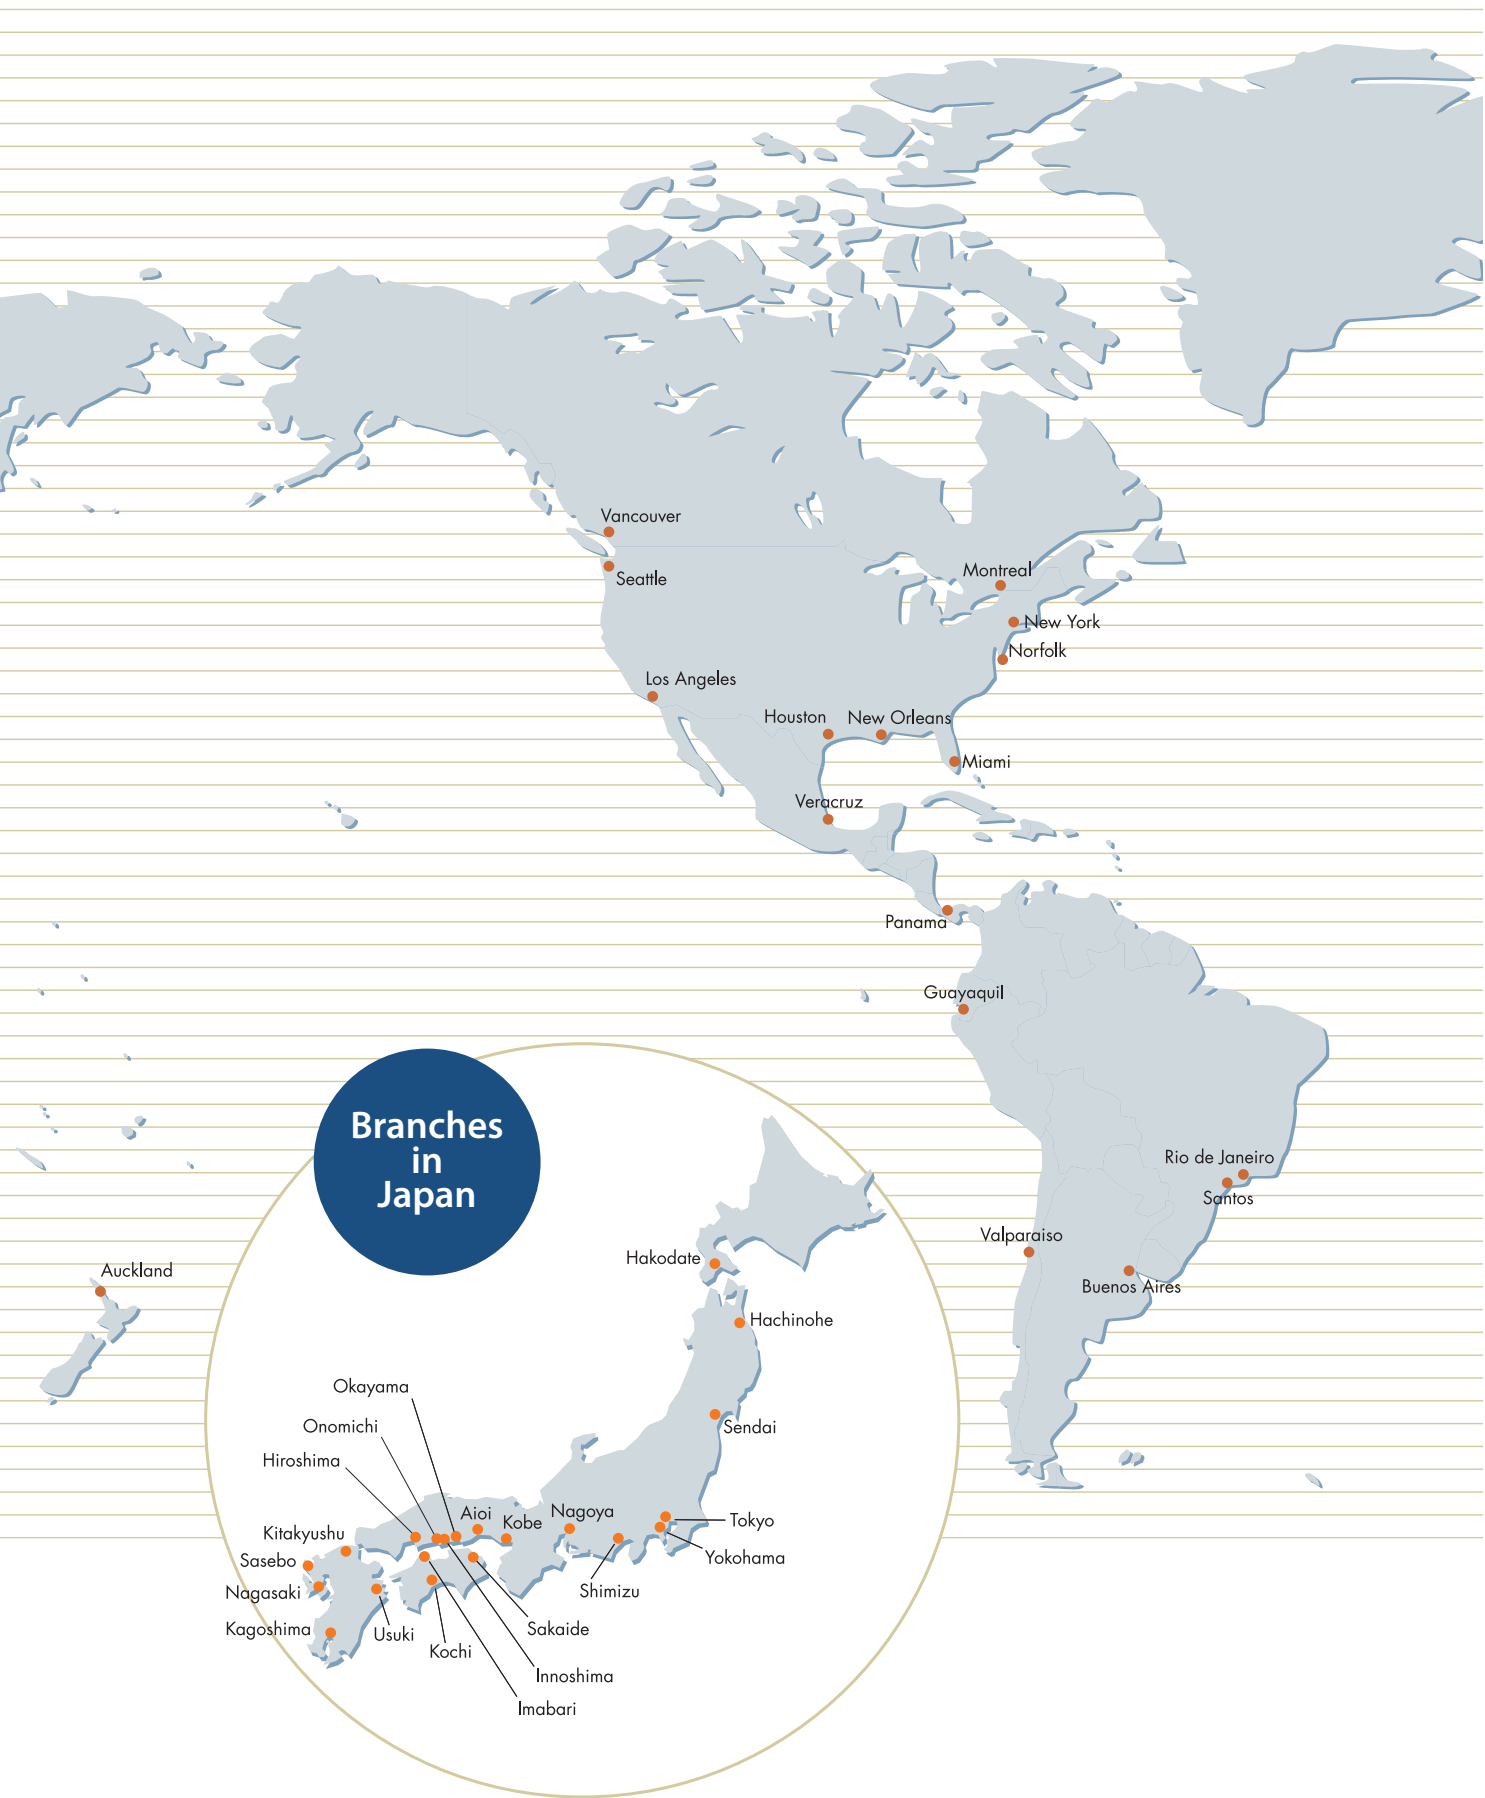 Vancouver
Seattle
Montreal
New York
Norfolk
Los Angeles
Houston
New Orleans
Miami
Veracruz
Panama
Guayaquil
Rio de Janeiro
Santos
Valparaiso
Buenos Aires
Auckland
Branches
in
Japan
Hakodate
Hachinohe
Okayama
Onomichi
Sendai
Hiroshima
Aioi
Kobe
Nagoya
Tokyo
Kitakyushu
Yokohama
Sasebo
Shimizu
Nagasaki
Kagoshima
Usuki
Kochi
Sakaide
Innoshima
Imabari